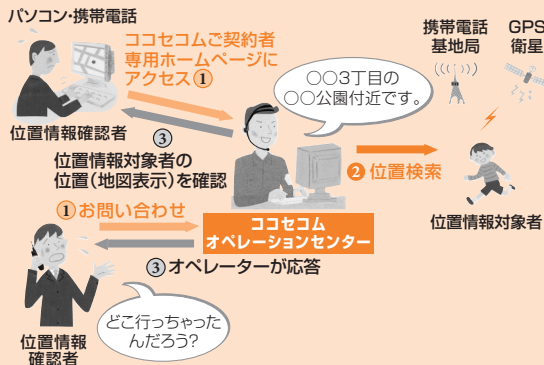 パソコン・携帯電話
ココセコムご契約者
専用ホームページに
アクセス①
位置情報確認者
③
位置情報対象者の
位置(地図表示)を確認
○○3丁目の
○○公園付近です。
携帯電話
基地局
GPS
衛星
❷位置検索
位置情報対象者
①お問い合わせ
ココセコム
オペレーションセンター
③オペレーターが応答
どこ行っちゃった
んだろう?
位置情報
確認者